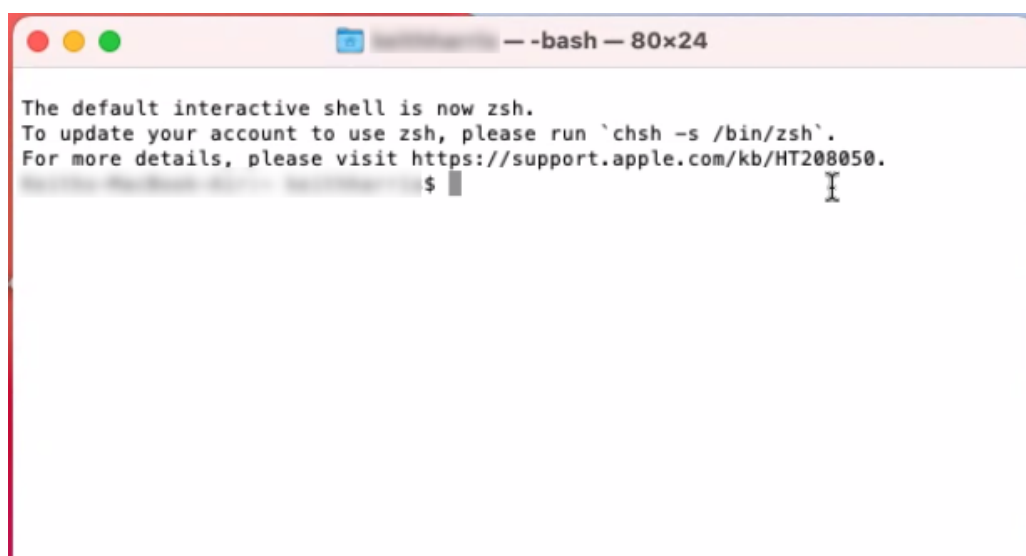 — -bash — 80×24
The default interactive shell is now zsh.
To update your account to use zsh, please run `chsh -s /bin/zsh`.
For more details, please visit https://support.apple.com/kb/HT208050.
$